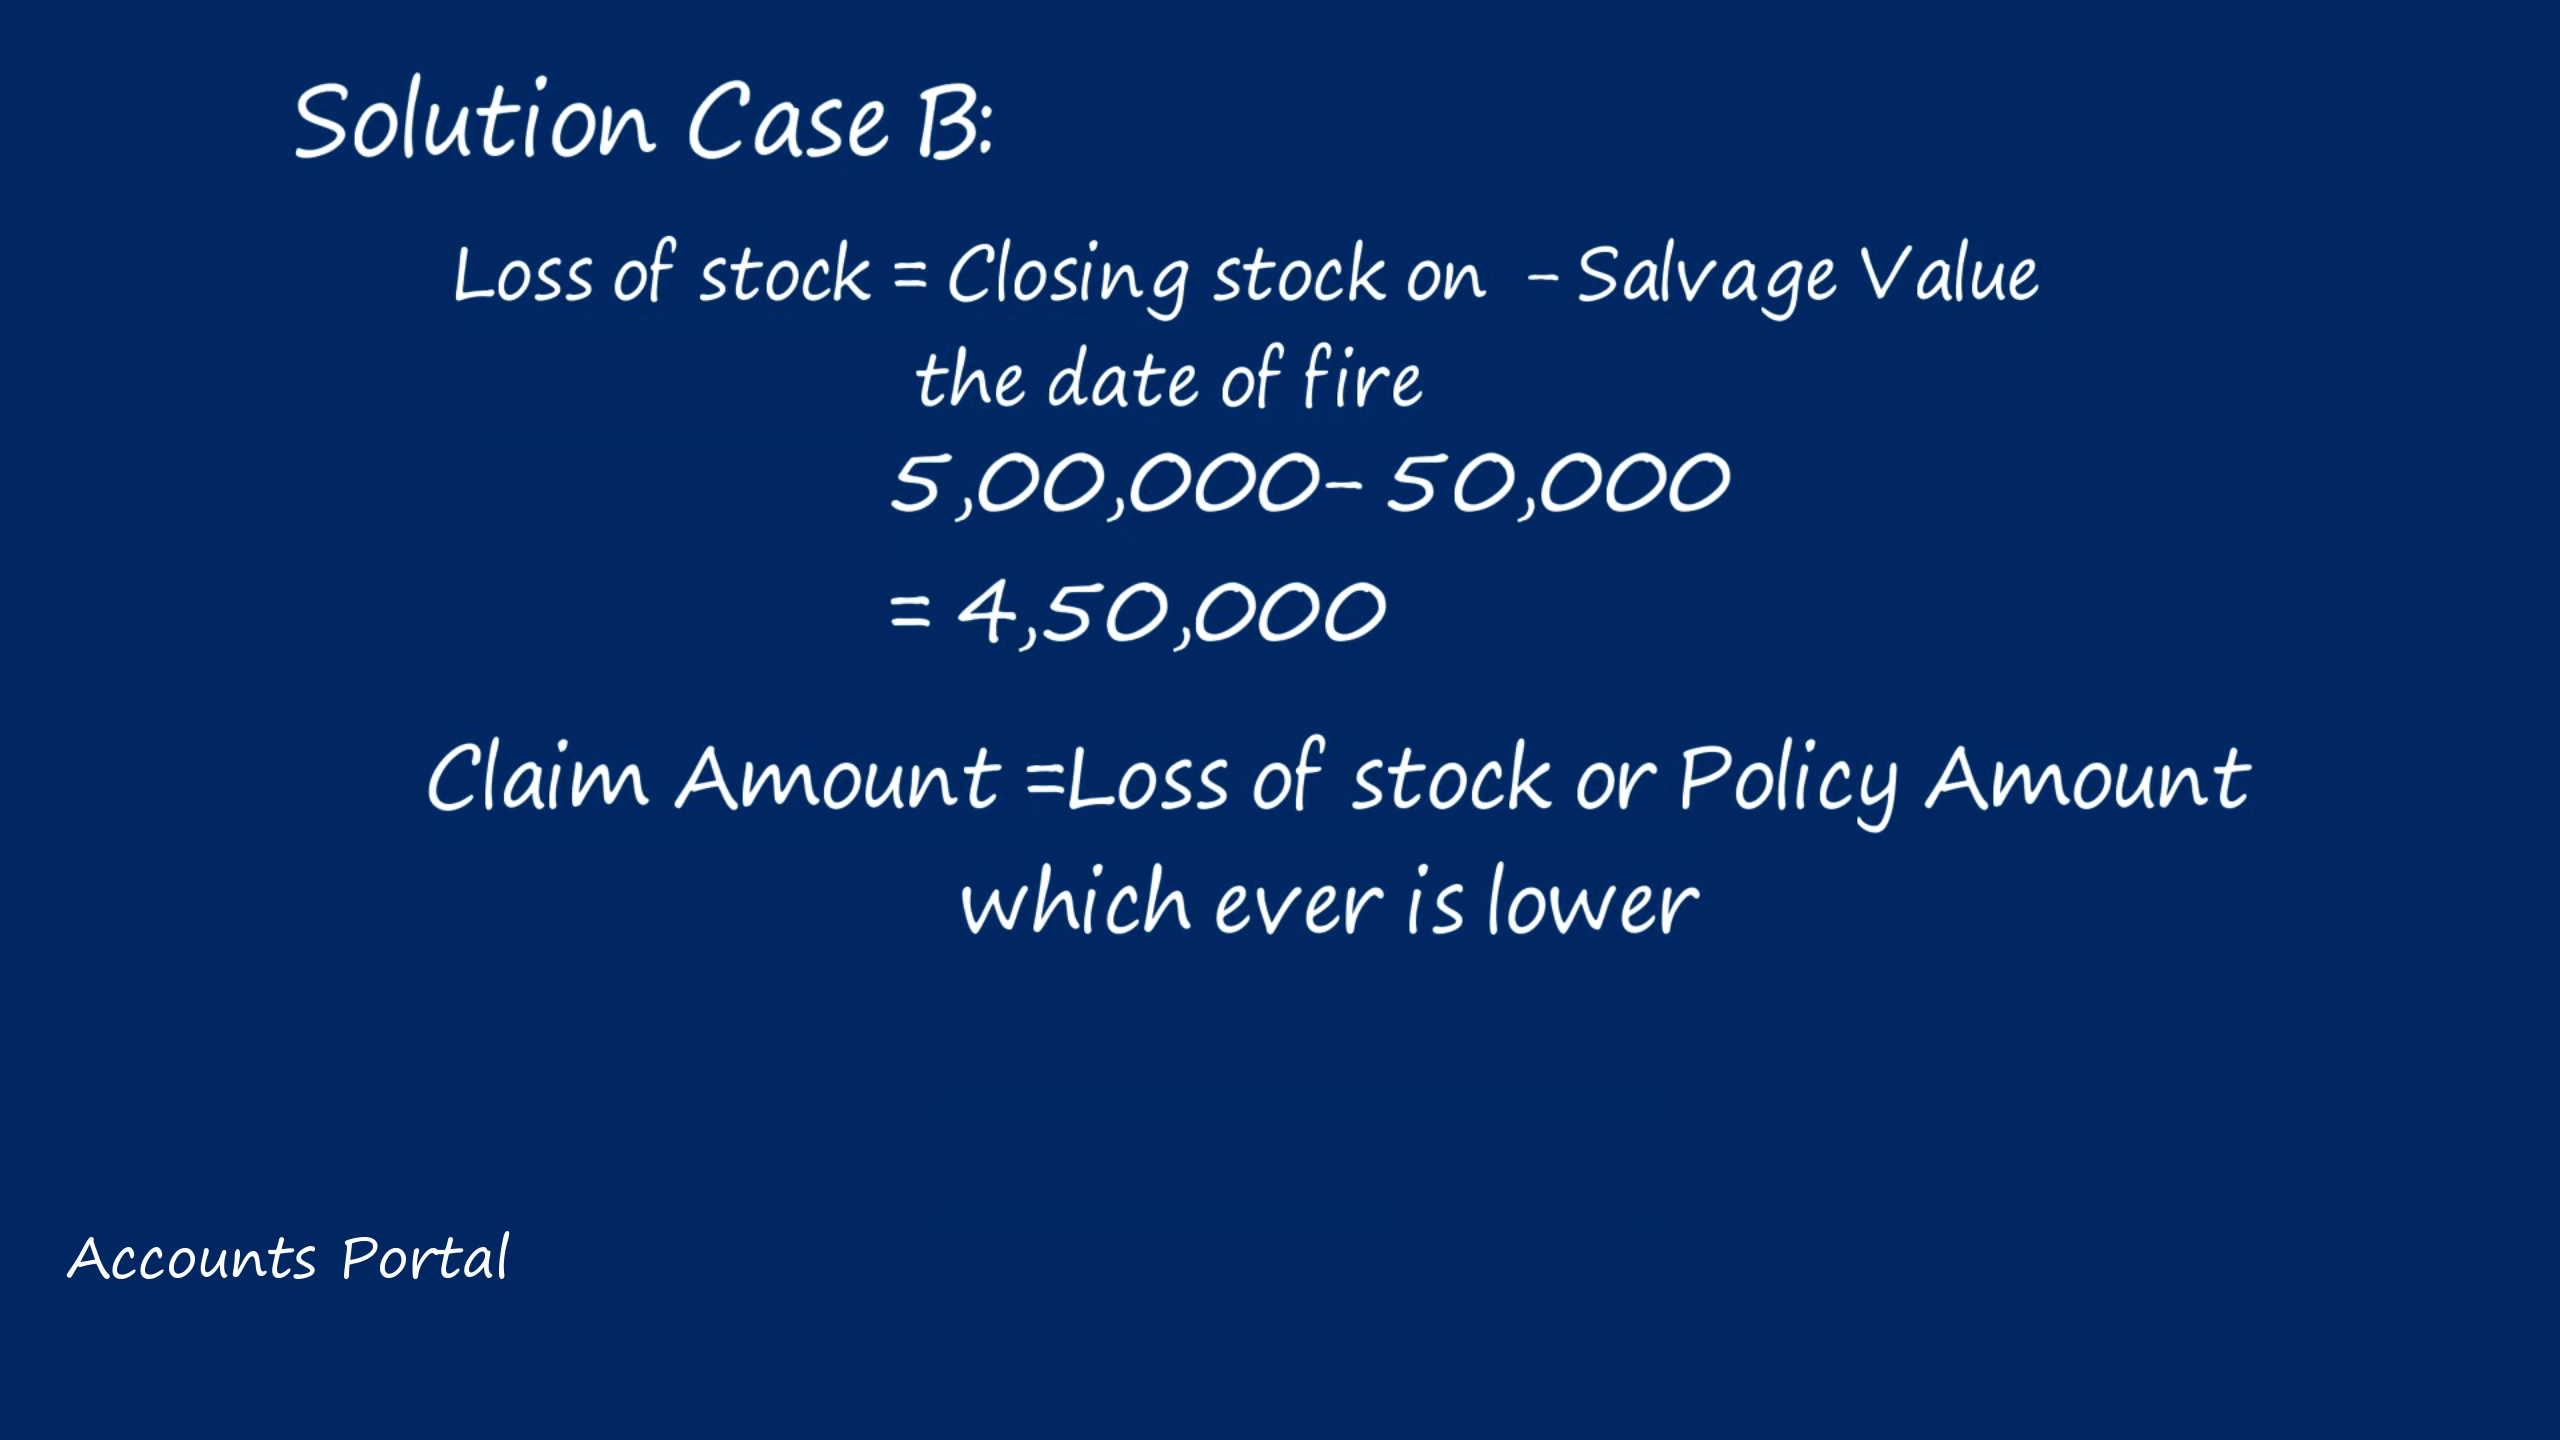 Solution Case B:
Loss of stock = Closing stock on - Salvage Value
the date of fire
5,00,000- 50,000
= 4,50,000
Claim Amount =Loss of stock or Policy Amount
which ever is lower
Accounts Portal